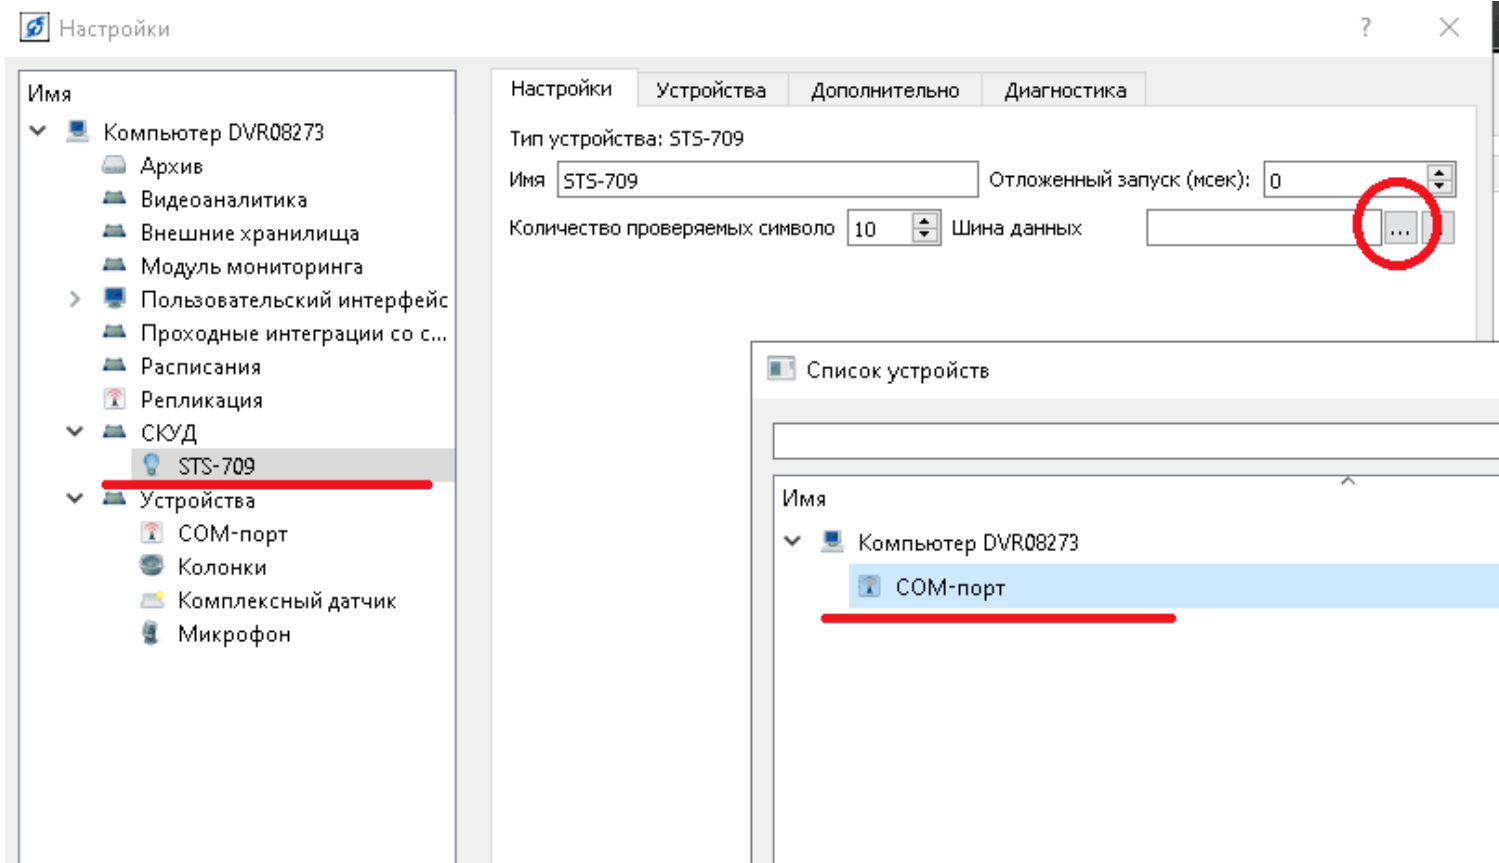 Настройки
?
Имя
Компьютер DVR08273
Архив
Видеоаналитика
Внешние хранилища
Модуль мониторинга
Пользовательский интерфейс
Проходные интеграции со с...
Расписания
Репликация
СКУД
STS-709
Устройства
COM-порт
Колонки
Комплексный датчик
Микрофон
Настройки Устройства Дополнительно Диагностика
Тип устройства: STS-709
Имя STS-709 Отложенный запуск (мсек): 0
Количество проверяемых символо 10 Шина данных ...
Список устройств
Имя
Компьютер DVR08273
COM-порт